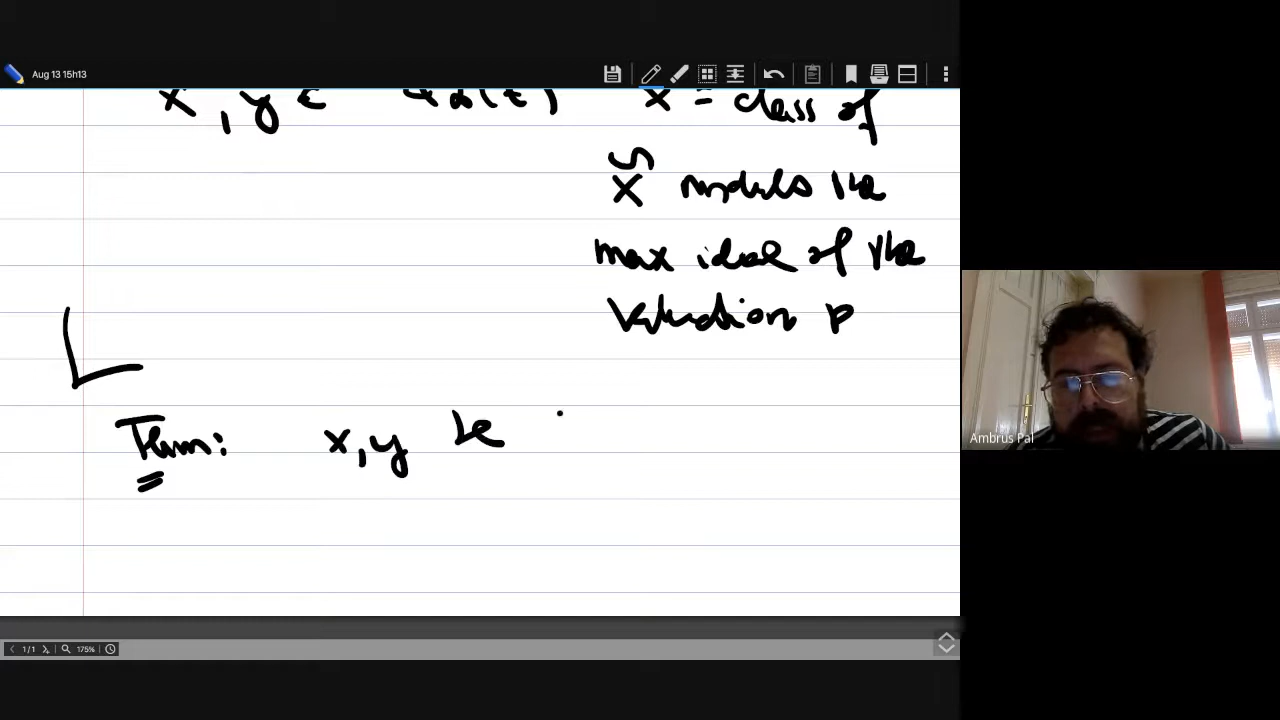 Aug 13 15h13
x, y ∈ (t) x = class of
x̃ modulo the
max ideal of the
valuation p
Thm: x, y be
1/1
175%
Ambrus Pal